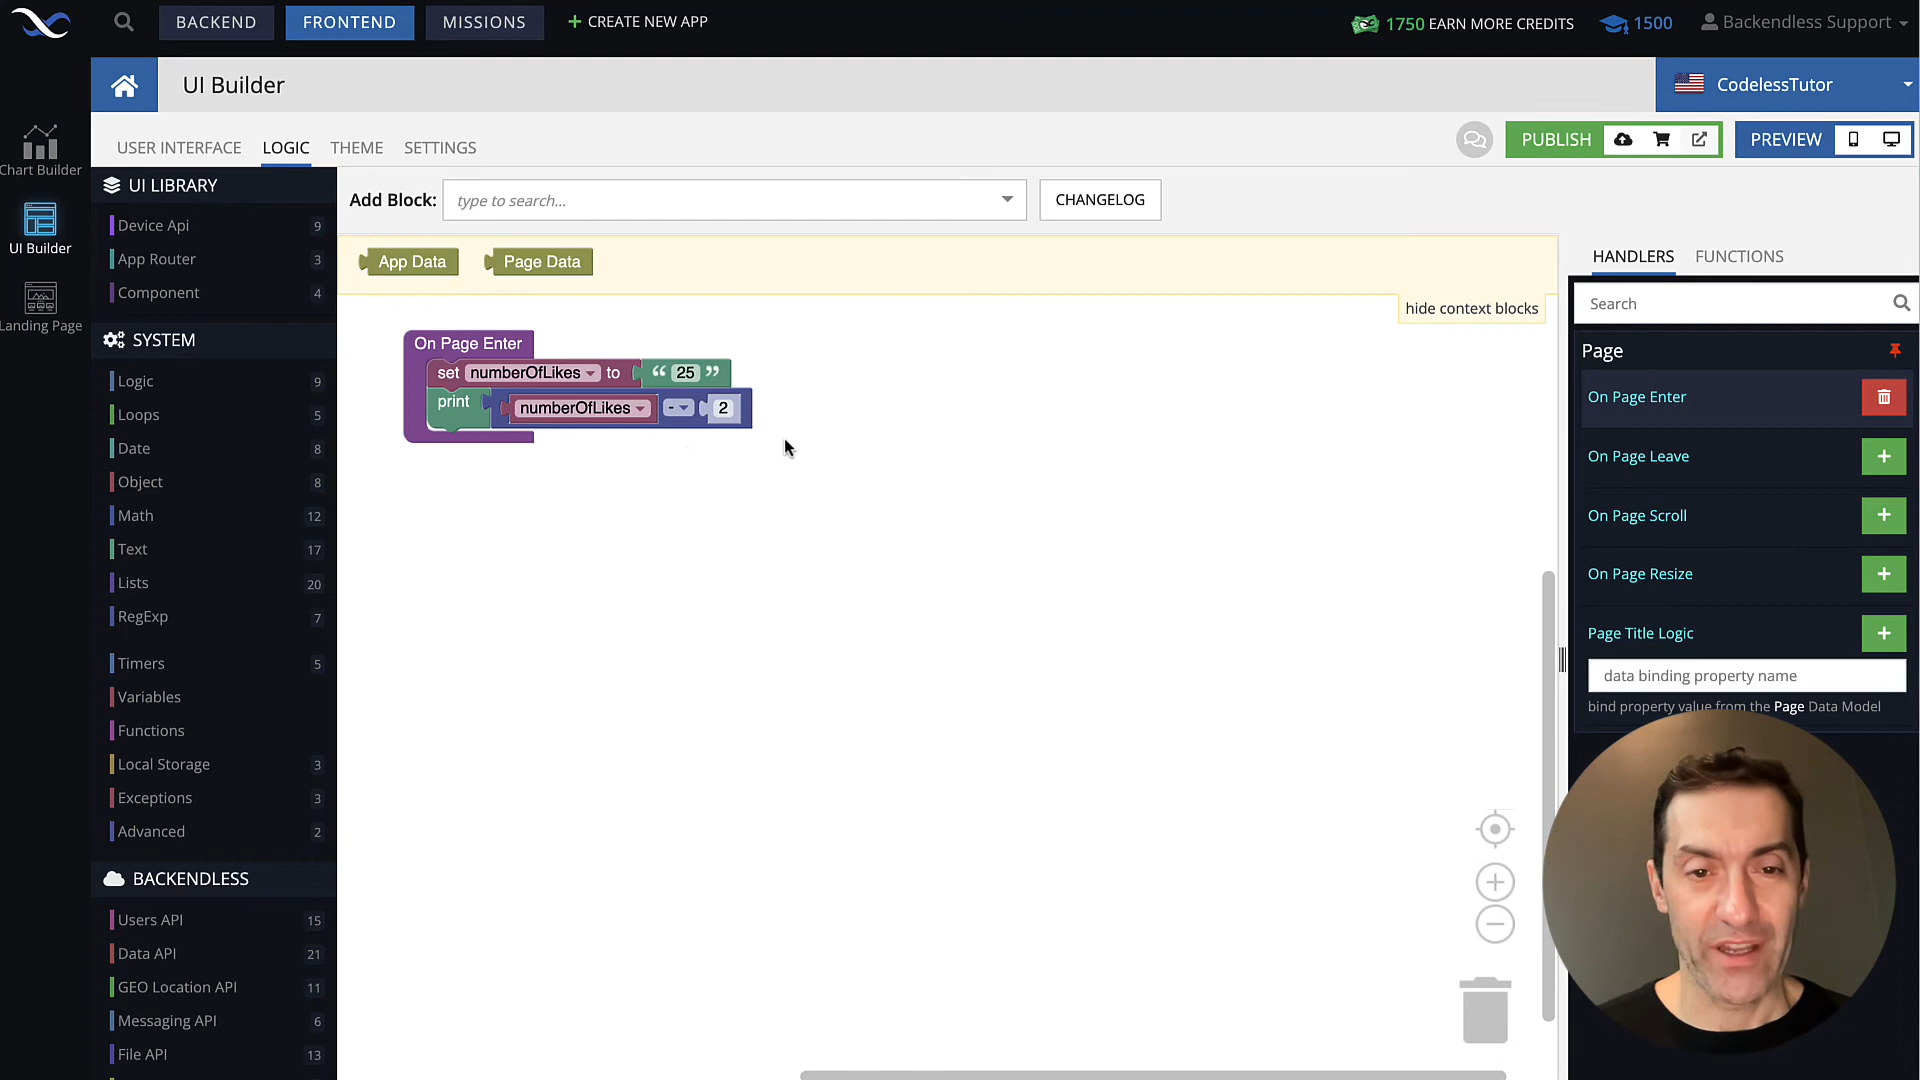 BACKEND
FRONTEND
MISSIONS
+ CREATE NEW APP
1750 EARN MORE CREDITS
1500
Backendless Support
UI Builder
CodelessTutor
USER INTERFACE
LOGIC
THEME
SETTINGS
PUBLISH
PREVIEW
Chart Builder
UI Builder
Landing Page
UI LIBRARY
Device Api 9
App Router 3
Component 4
SYSTEM
Logic 9
Loops 5
Date 8
Object 8
Math 12
Text 17
Lists 20
RegExp 7
Timers 5
Variables
Functions
Local Storage 3
Exceptions 3
Advanced 2
BACKENDLESS
Users API 15
Data API 21
GEO Location API 11
Messaging API 6
File API 13
Add Block: type to search...
CHANGELOG
App Data
Page Data
hide context blocks
On Page Enter
set numberOfLikes to “ 25 ”
print numberOfLikes - 2
HANDLERS
FUNCTIONS
Search
Page
On Page Enter
On Page Leave
On Page Scroll
On Page Resize
Page Title Logic
data binding property name
bind property value from the Page Data Model